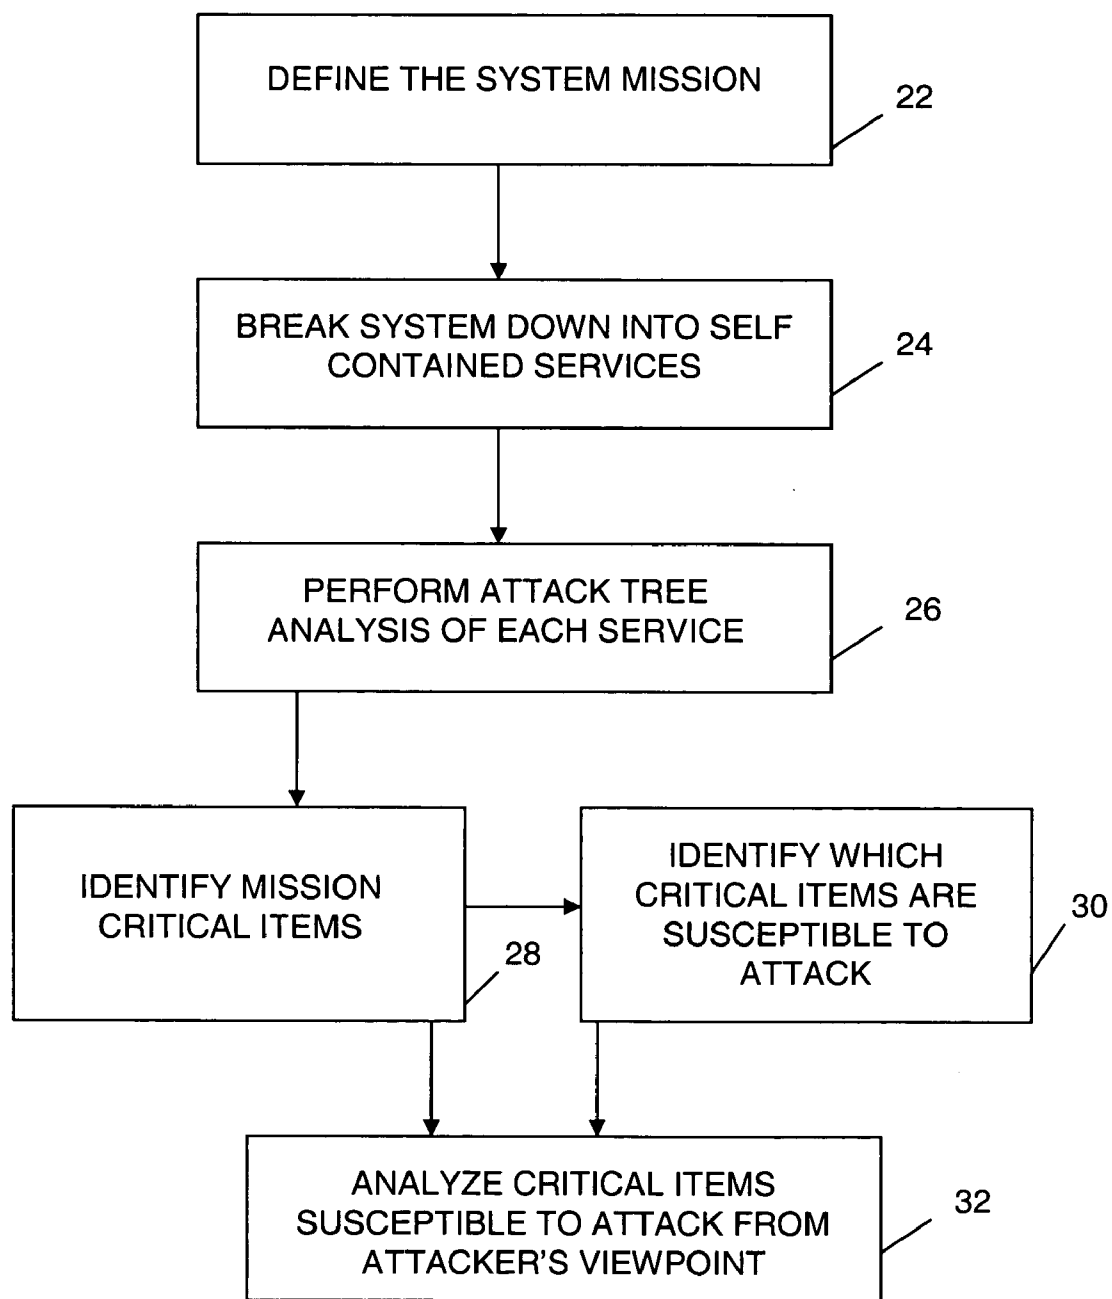 DEFINE THE SYSTEM MISSION
22
BREAK SYSTEM DOWN INTO SELF
CONTAINED SERVICES
24
PERFORM ATTACK TREE
ANALYSIS OF EACH SERVICE
26
IDENTIFY MISSION
CRITICAL ITEMS
28
IDENTIFY WHICH
CRITICAL ITEMS ARE
SUSCEPTIBLE TO
ATTACK
30
ANALYZE CRITICAL ITEMS
SUSCEPTIBLE TO ATTACK FROM
ATTACKER'S VIEWPOINT
32